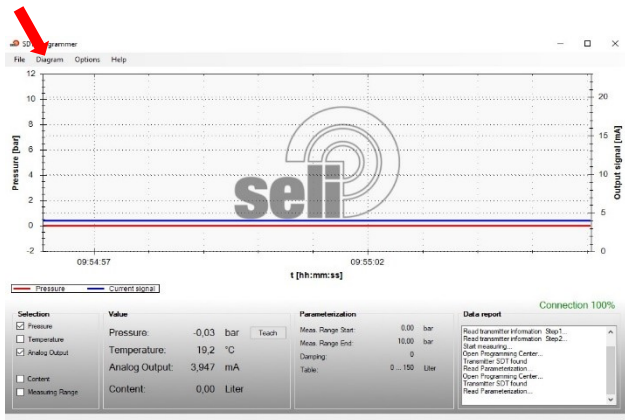 SDT Programmer
File Diagram Options Help
12
10
8
6
4
2
0
-2
Pressure [bar]
20
15
10
5
0
Output signal [mA]
seli
09:54:57 09:55:02
t [hh:mm:ss]
Pressure Current signal
Connection 100%
Selection Value Parameterization Data report
Pressure
Temperature
Analog Output
Content
Measuring Range
Pressure: -0,03 bar Teach
Temperature: 19,2 °C
Analog Output: 3,947 mA
Content: 0,00 Liter
Meas. Range Start: 0,00 bar
Meas. Range End: 10,00 bar
Damping: 0
Table: 0 ... 150 Liter
Read transmitter information Step1...
Read transmitter information Step2...
Start measuring...
Open Programming Center...
Transmitter SDT found
Read Parameterization...
Open Programming Center...
Transmitter SDT found
Read Parameterization...